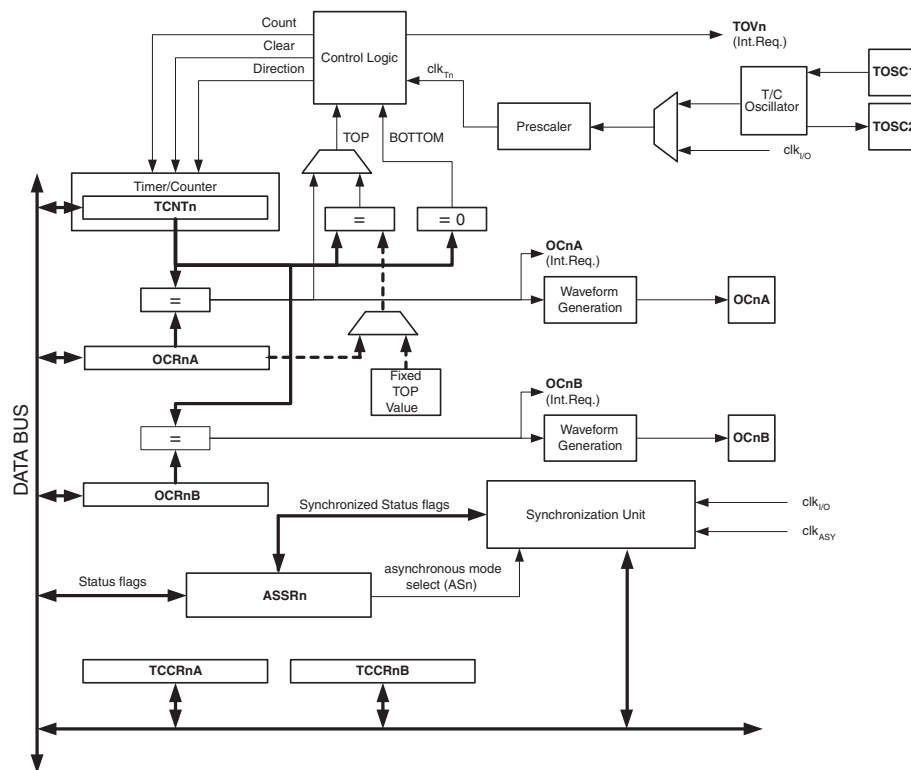 Count
Clear
Direction
Control Logic
TOVn
(Int.Req.)
clkTn
TOSC1
T/C
Oscillator
TOSC2
Prescaler
clkI/O
TOP
BOTTOM
Timer/Counter
TCNTn
=
= 0
OCnA
(Int.Req.)
=
Waveform
Generation
OCnA
OCRnA
Fixed
TOP
Value
OCnB
(Int.Req.)
=
Waveform
Generation
OCnB
DATA BUS
OCRnB
Synchronized Status flags
Synchronization Unit
clkI/O
clkASY
Status flags
ASSRn
asynchronous mode
select (ASn)
TCCRnA
TCCRnB